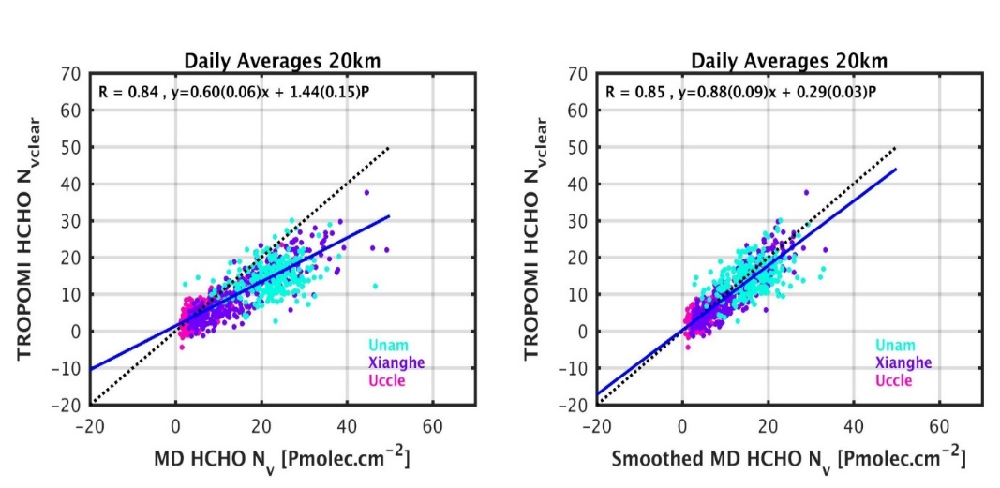 Daily Averages 20km
R = 0.84 , y=0.60(0.06)x + 1.44(0.15)P
70
60
50
40
30
20
10
0
−10
−20
−20 0 20 40 60
TROPOMI HCHO Nvclear
MD HCHO Nv [Pmolec.cm−2]
Unam
Xianghe
Uccle
Daily Averages 20km
R = 0.85 , y=0.88(0.09)x + 0.29(0.03)P
70
60
50
40
30
20
10
0
−10
−20
−20 0 20 40 60
TROPOMI HCHO Nvclear
Smoothed MD HCHO Nv [Pmolec.cm−2]
Unam
Xianghe
Uccle